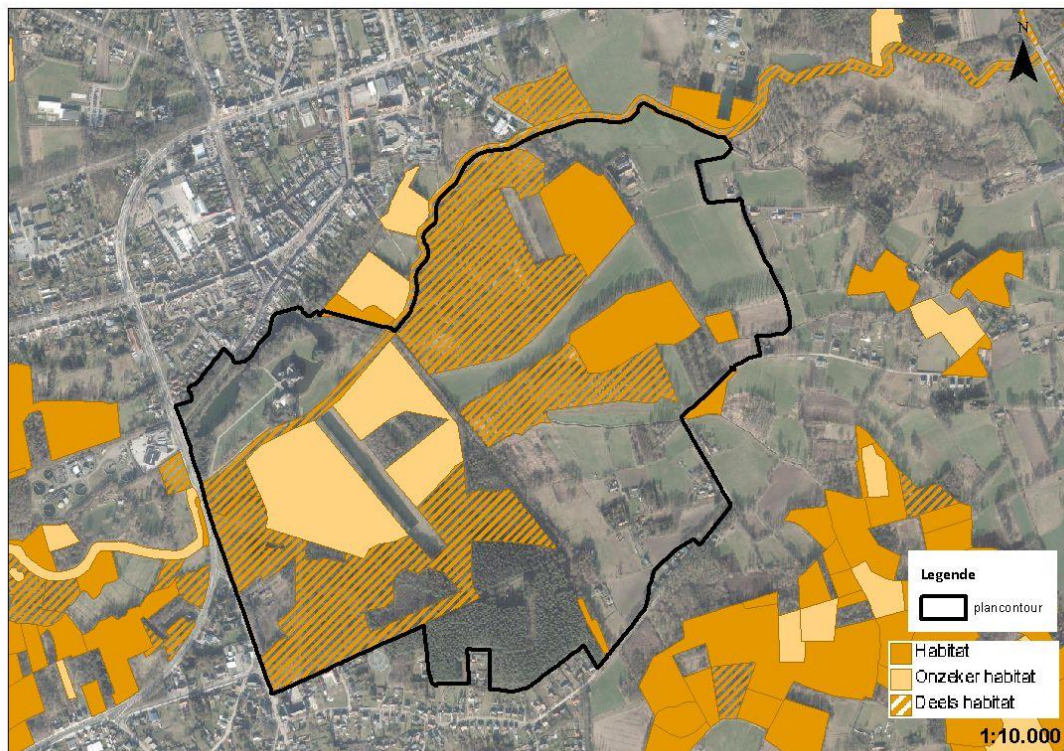 N
Legende
plancontour
Habitat
Onzeker habitat
Deels habitat
1:10.000